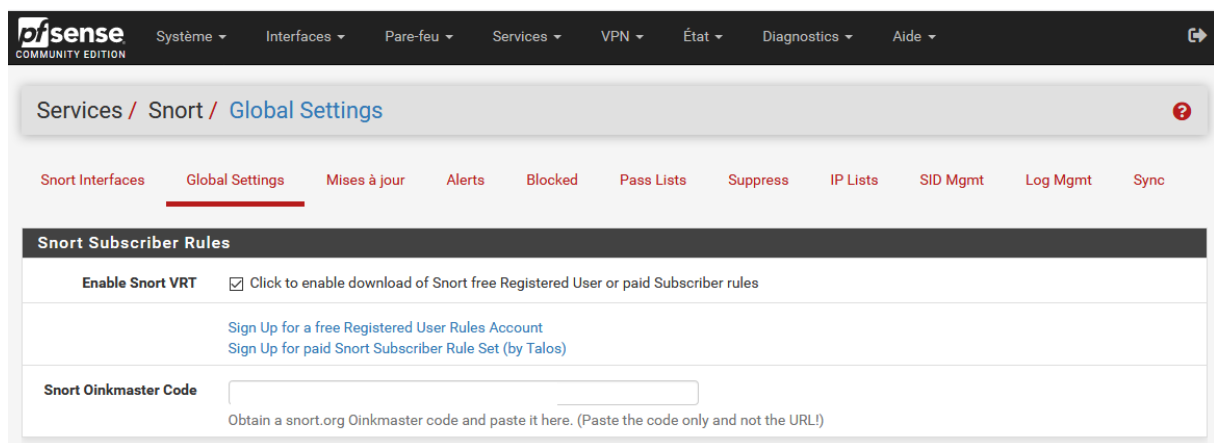 pfsense Système Interfaces Pare-feu Services VPN État Diagnostics Aide
COMMUNITY EDITION
Services / Snort / Global Settings
Snort Interfaces Global Settings Mises à jour Alerts Blocked Pass Lists Suppress IP Lists SID Mgmt Log Mgmt Sync
Snort Subscriber Rules
Enable Snort VRT Click to enable download of Snort free Registered User or paid Subscriber rules
Sign Up for a free Registered User Rules Account
Sign Up for paid Snort Subscriber Rule Set (by Talos)
Snort Oinkmaster Code
Obtain a snort.org Oinkmaster code and paste it here. (Paste the code only and not the URL!)